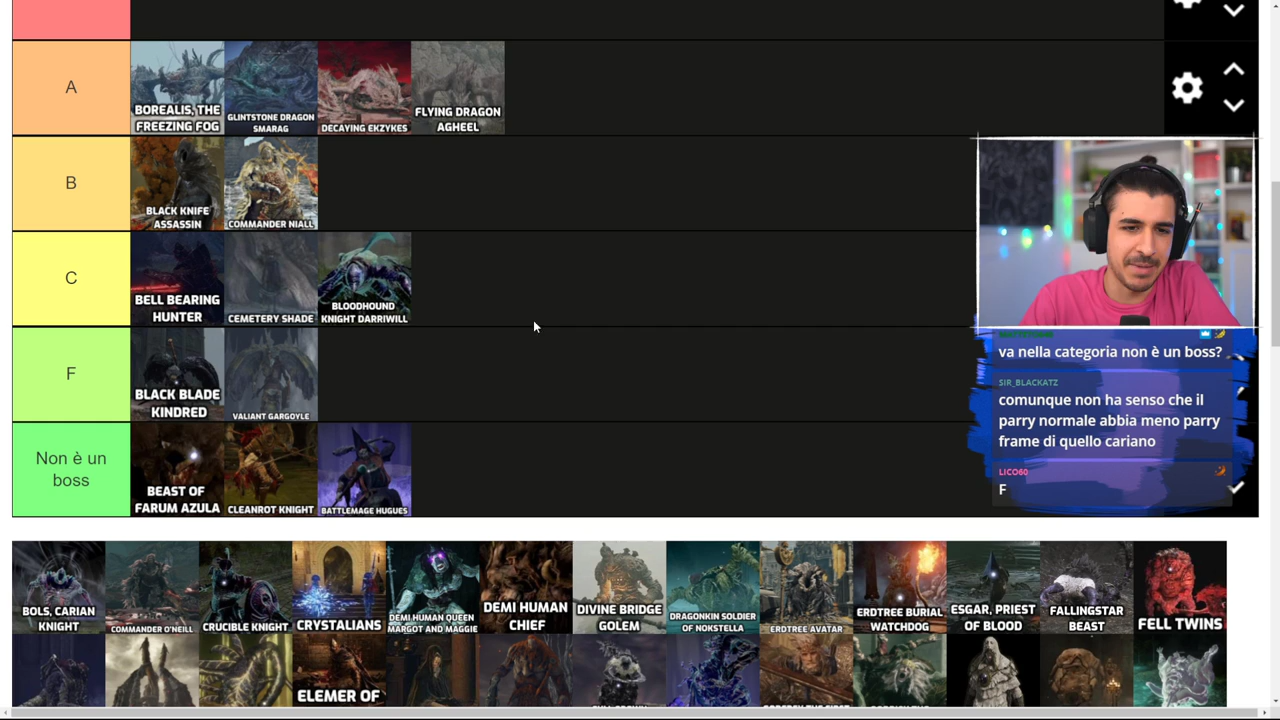 A
BOREALIS, THE
FREEZING FOG
GLINTSTONE DRAGON
SMARAG
DECAYING EKZYKES
FLYING DRAGON
AGHEEL
B
BLACK KNIFE
ASSASSIN
COMMANDER NIALL
C
BELL BEARING
HUNTER
CEMETERY SHADE
BLOODHOUND
KNIGHT DARRIWILL
F
BLACK BLADE
KINDRED
VALIANT GARGOYLE
Non è un
boss
BEAST OF
FARUM AZULA
CLEANROT KNIGHT
BATTLEMAGE HUGUES
va nella categoria non è un boss?
SIR_BLACKATZ
comunque non ha senso che il
parry normale abbia meno parry
frame di quello cariano
LICO60
F
BOLS, CARIAN
KNIGHT
COMMANDER O'NEILL
CRUCIBLE KNIGHT
CRYSTALIANS
DEMI HUMAN QUEEN
MARGOT AND MAGGIE
DEMI HUMAN
CHIEF
DIVINE BRIDGE
GOLEM
DRAGONKIN SOLDIER
OF NOKSTELLA
ERDTREE AVATAR
ERDTREE BURIAL
WATCHDOG
ESGAR, PRIEST
OF BLOOD
FALLINGSTAR
BEAST
FELL TWINS
ELEMER OF